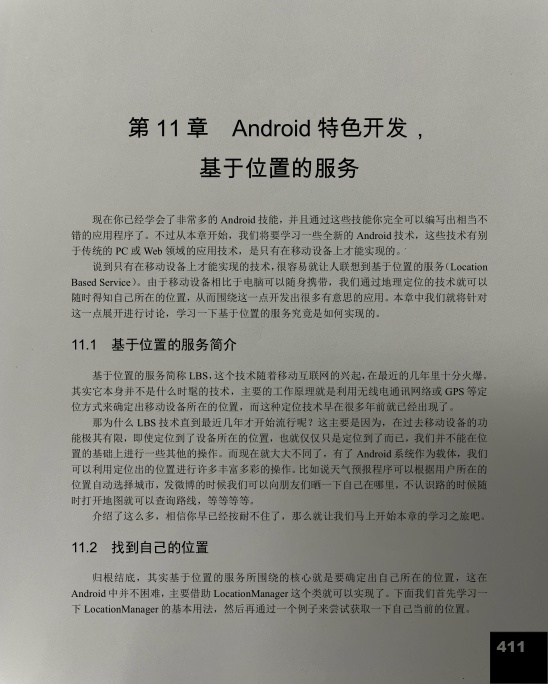 第 11 章 Android 特色开发，
基于位置的服务
现在你已经学会了非常多的 Android 技能，并且通过这些技能你完全可以编写出相当不
错的应用程序了。不过从本章开始，我们将要学习一些全新的 Android 技术，这些技术有别
于传统的 PC 或 Web 领域的应用技术，是只有在移动设备上才能实现的。
说到只有在移动设备上才能实现的技术，很容易就让人联想到基于位置的服务（Location
Based Service）。由于移动设备相比于电脑可以随身携带，我们通过地理定位的技术就可以
随时得知自己所在的位置，从而围绕这一点开发出很多有意思的应用。本章中我们就将针对
这一点展开进行讨论，学习一下基于位置的服务究竟是如何实现的。
11.1 基于位置的服务简介
基于位置的服务简称 LBS，这个技术随着移动互联网的兴起，在最近的几年里十分火爆。
其实它本身并不是什么时髦的技术，主要的工作原理就是利用无线电通讯网络或 GPS 等定
位方式来确定出移动设备所在的位置，而这种定位技术早在很多年前就已经出现了。
那为什么 LBS 技术直到最近几年才开始流行呢？这主要是因为，在过去移动设备的功
能极其有限，即使定位到了设备所在的位置，也就仅仅只是定位到了而已，我们并不能在位
置的基础上进行一些其他的操作。而现在就大大不同了，有了 Android 系统作为载体，我们
可以利用定位出的位置进行许多丰富多彩的操作。比如说天气预报程序可以根据用户所在的
位置自动选择城市，发微博的时候我们可以向朋友们晒一下自己在哪里，不认识路的时候随
时打开地图就可以查询路线，等等等等。
介绍了这么多，相信你早已经按耐不住了，那么就让我们马上开始本章的学习之旅吧。
11.2 找到自己的位置
归根结底，其实基于位置的服务所围绕的核心就是要确定出自己所在的位置，这在
Android 中并不困难，主要借助 LocationManager 这个类就可以实现了。下面我们首先学习一
下 LocationManager 的基本用法，然后再通过一个例子来尝试获取一下自己当前的位置。
411